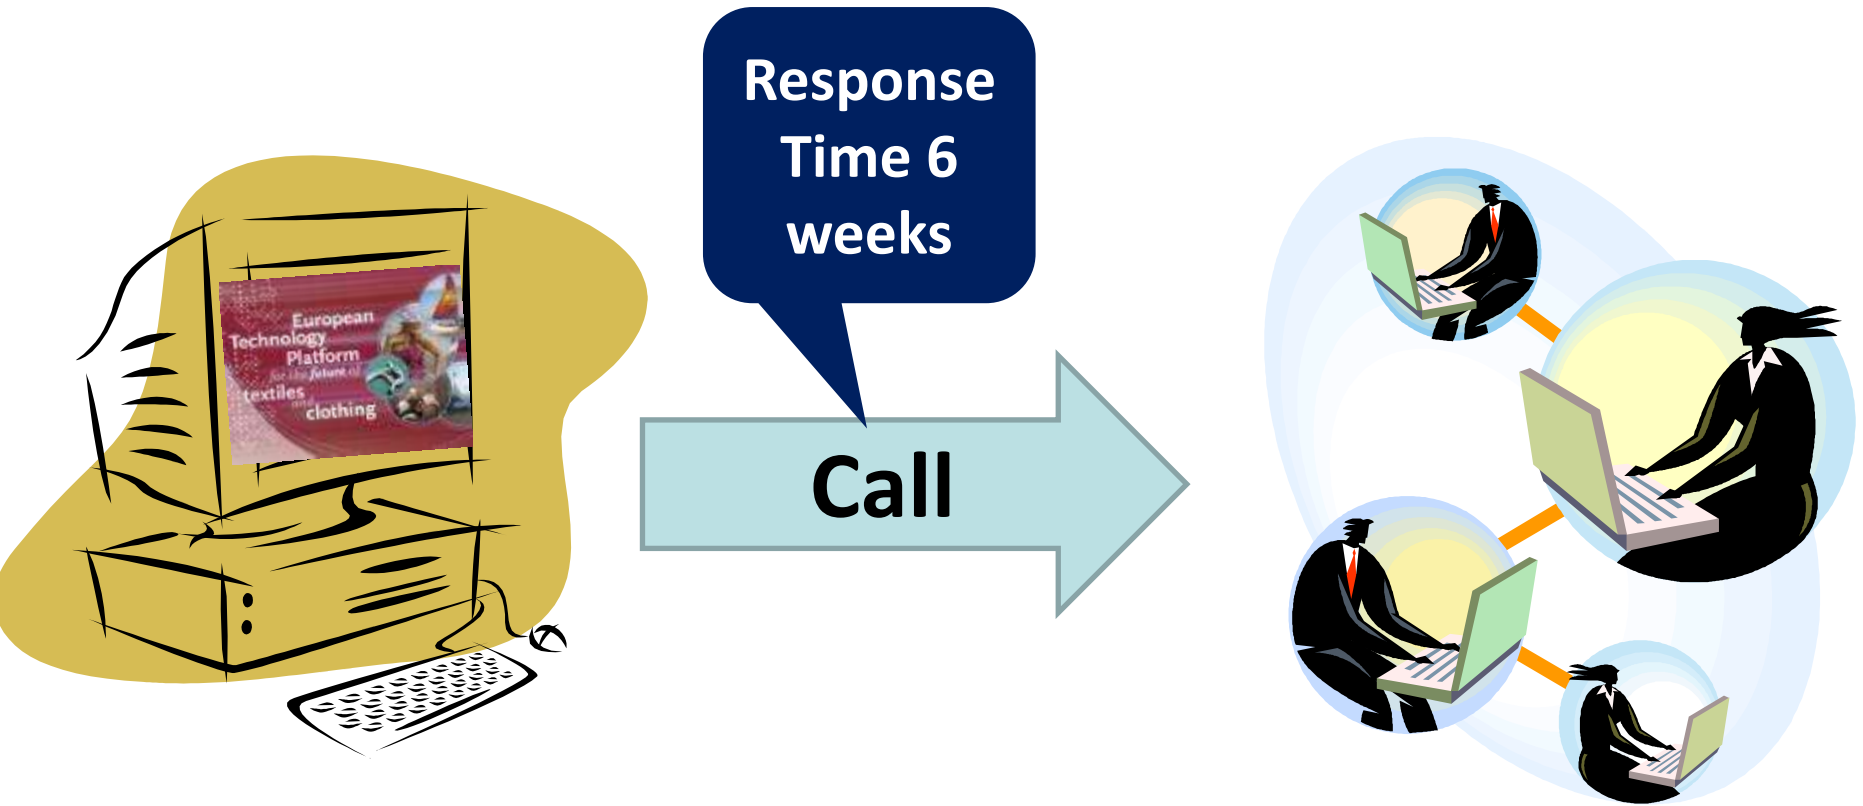 Response
Time 6
weeks
European
Technology
Platform
for the future of
textiles
and
clothing
Call